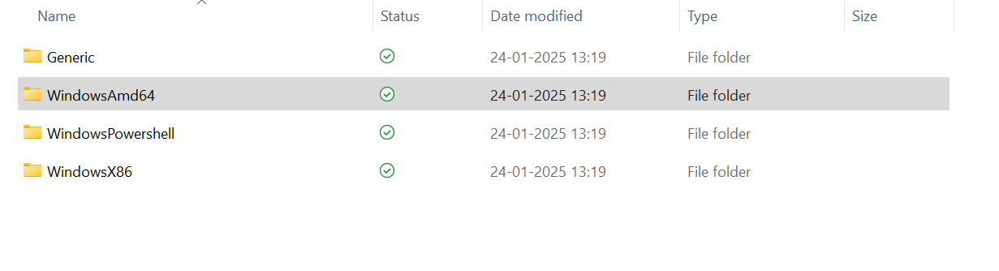 Name Status Date modified Type Size
Generic 24-01-2025 13:19 File folder
WindowsAmd64 24-01-2025 13:19 File folder
WindowsPowershell 24-01-2025 13:19 File folder
WindowsX86 24-01-2025 13:19 File folder